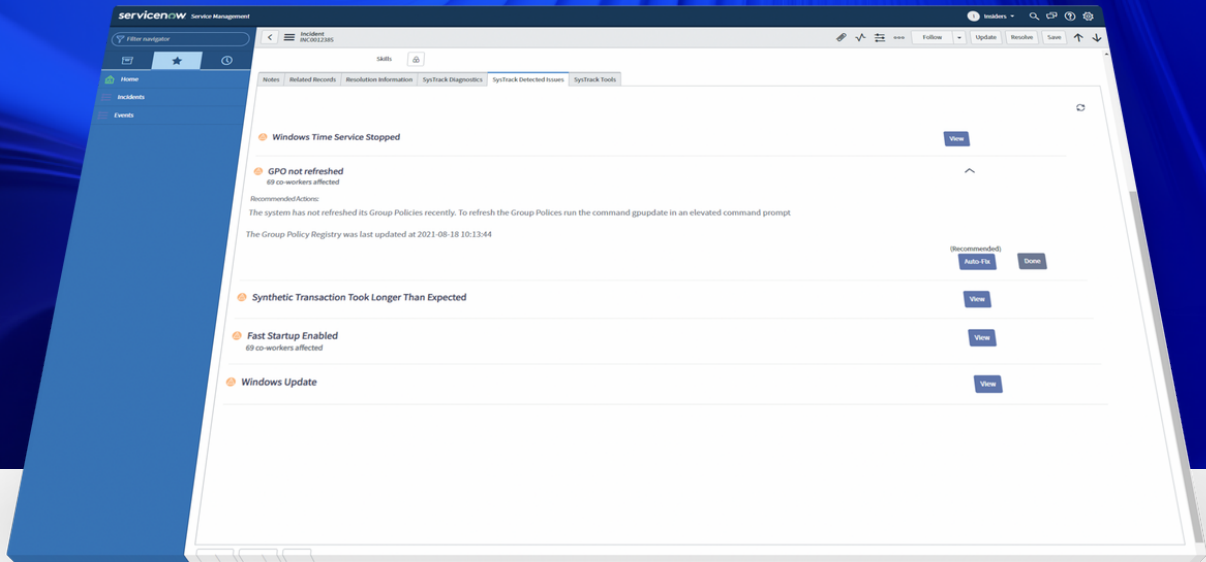 servicenow Service Management
Insiders
Filter navigator
Incident
INC0012385
Follow
Update
Resolve
Save
Skills
Home
Incidents
Events
Notes
Related Records
Resolution Information
SysTrack Diagnostics
SysTrack Detected Issues
SysTrack Tools
Windows Time Service Stopped
View
GPO not refreshed
69 co-workers affected
Recommended Actions:
The system has not refreshed its Group Policies recently. To refresh the Group Polices run the command gpupdate in an elevated command prompt
The Group Policy Registry was last updated at 2021-08-18 10:13:44
(Recommended)
Auto-Fix
Done
Synthetic Transaction Took Longer Than Expected
View
Fast Startup Enabled
69 co-workers affected
View
Windows Update
View